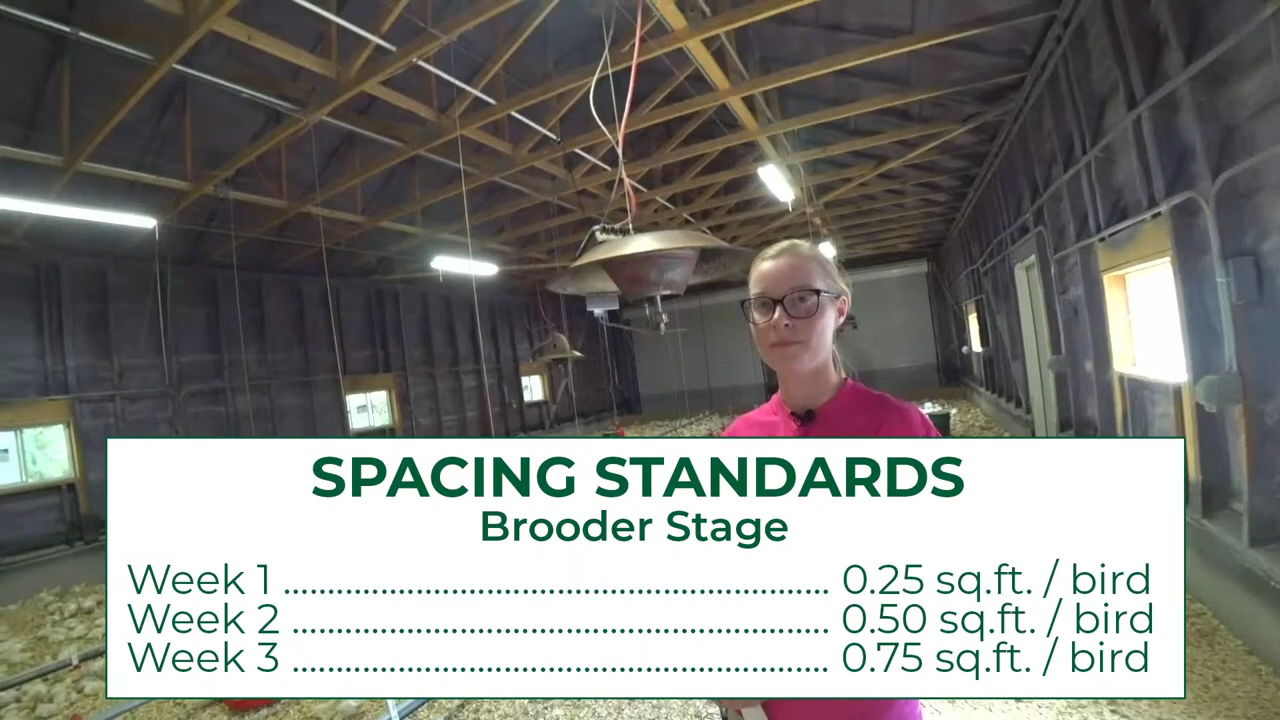 SPACING STANDARDS
Brooder Stage
Week 1 ........................................................ 0.25 sq.ft. / bird
Week 2 ....................................................... 0.50 sq.ft. / bird
Week 3 ....................................................... 0.75 sq.ft. / bird